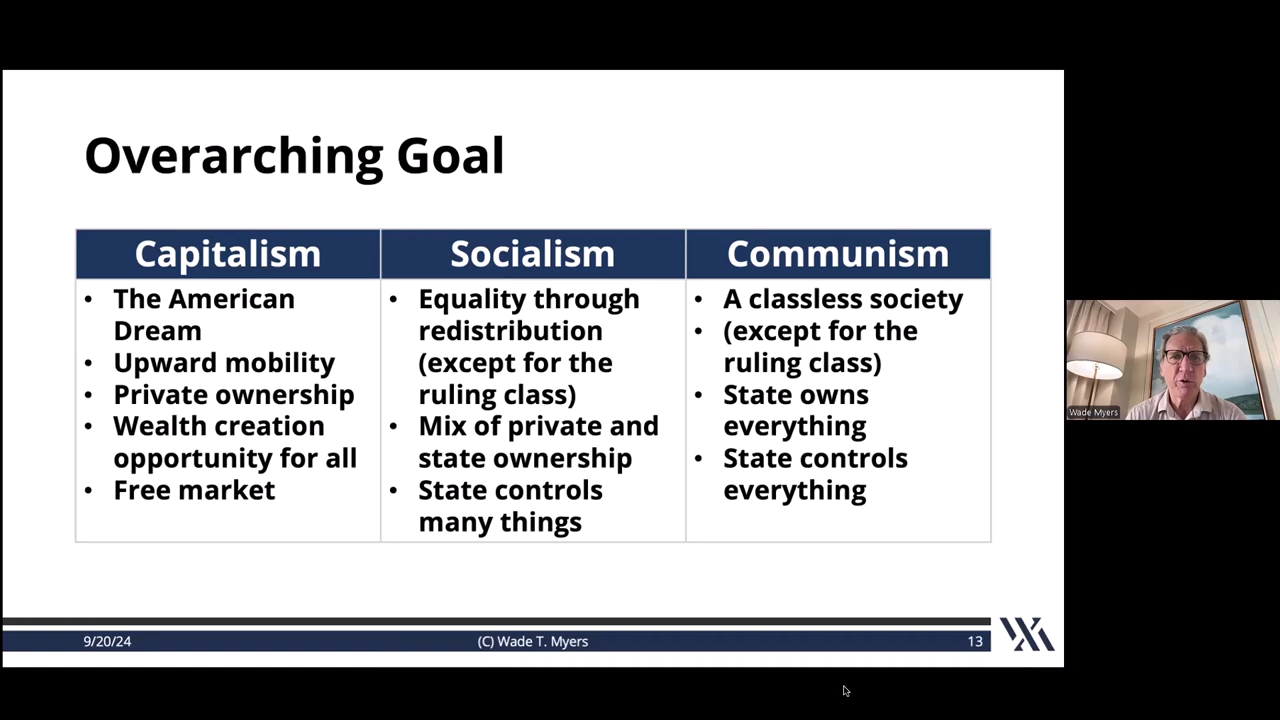 Overarching Goal
Capitalism
• The American
Dream
• Upward mobility
• Private ownership
• Wealth creation
opportunity for all
• Free market
Socialism
• Equality through
redistribution
(except for the
ruling class)
• Mix of private and
state ownership
• State controls
many things
Communism
• A classless society
• (except for the
ruling class)
• State owns
everything
• State controls
everything
Wade Myers
9/20/24
(C) Wade T. Myers
13